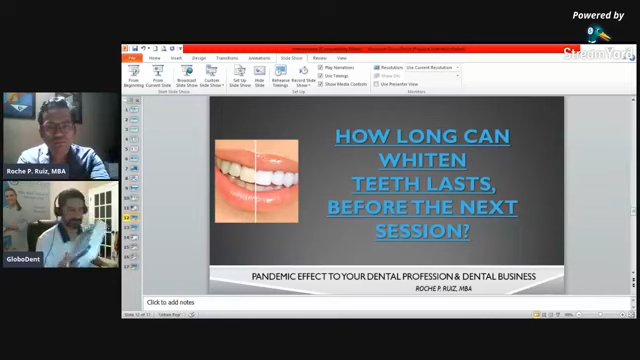 Powered by
StreamYard
File
Home
Insert
Design
Transitions
Animations
Slide Show
Review
View
From Beginning
From Current Slide
Broadcast Slide Show
Custom Slide Show
Set Up Slide Show
Hide Slide
Rehearse Timings
Record Slide Show
Play Narrations
Use Timings
Show Media Controls
Resolution: Use Current Resolution
Use Presenter View
Start Slide Show
Set Up
Monitors
Roche P. Ruiz, MBA
GloboDent
HOW LONG CAN
WHITEN
TEETH LASTS,
BEFORE THE NEXT
SESSION?
PANDEMIC EFFECT TO YOUR DENTAL PROFESSION & DENTAL BUSINESS
ROCHE P. RUIZ, MBA
Click to add notes